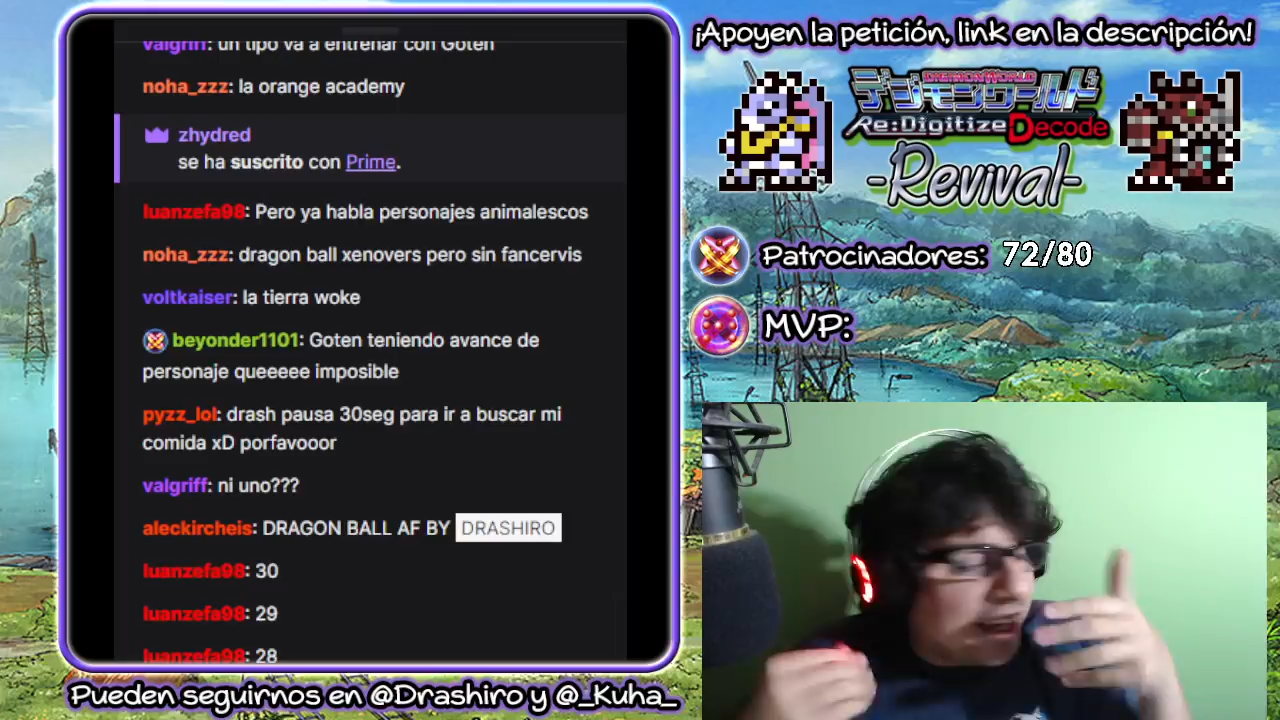 valgriff: un tipo va a entrenar con Goten
noha_zzz: la orange academy
zhydred
se ha suscrito con Prime.
luanzefa98: Pero ya habla personajes animalescos
noha_zzz: dragon ball xenovers pero sin fancervis
voltkaiser: la tierra woke
beyonder1101: Goten teniendo avance de
personaje queeeee imposible
pyzz_lol: drash pausa 30seg para ir a buscar mi
comida xD porfavooor
valgriff: ni uno???
aleckircheis: DRAGON BALL AF BY DRASHIRO
luanzefa98: 30
luanzefa98: 29
luanzefa98: 28
Pueden seguirnos en @Drashiro y @_Kuha_
¡Apoyen la petición, link en la descripción!
DIGIMON WORLD
デジモンワールド
Re:Digitize Decode
-Revival-
Patrocinadores: 72/80
MVP: